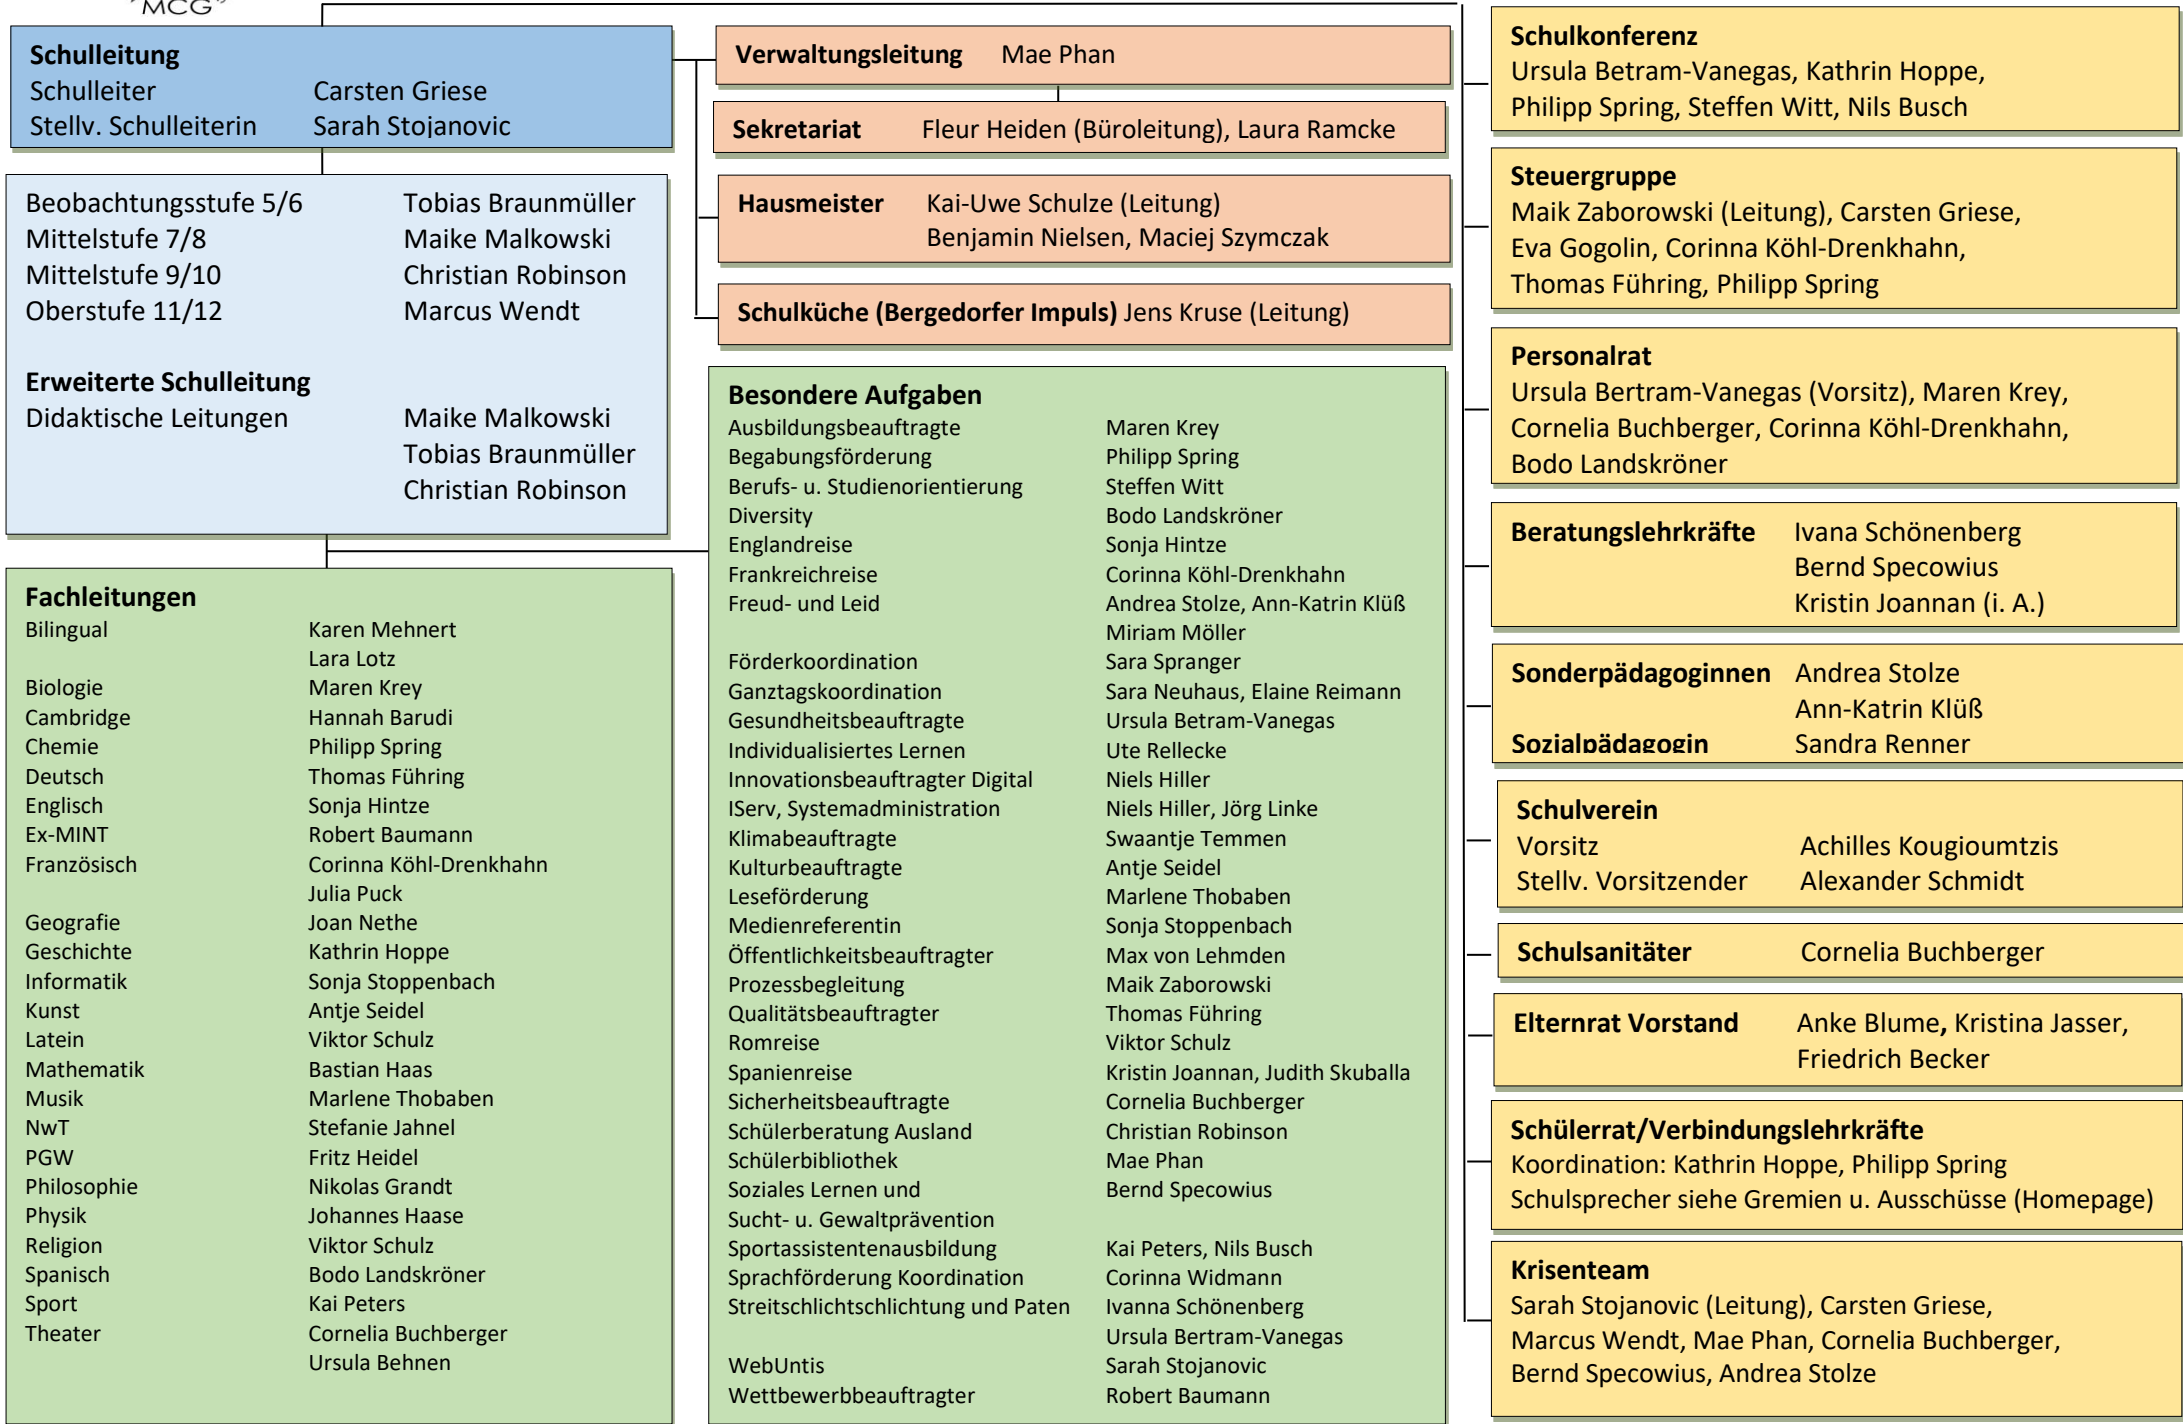 MCG
Schulleitung
Schulleiter Carsten Griese
Stellv. Schulleiterin Sarah Stojanovic
Beobachtungsstufe 5/6 Tobias Braunmüller
Mittelstufe 7/8 Maike Malkowski
Mittelstufe 9/10 Christian Robinson
Oberstufe 11/12 Marcus Wendt
Erweiterte Schulleitung
Didaktische Leitungen Maike Malkowski
Tobias Braunmüller
Christian Robinson
Fachleitungen
Bilingual Karen Mehnert
Lara Lotz
Biologie Maren Krey
Cambridge Hannah Barudi
Chemie Philipp Spring
Deutsch Thomas Führing
Englisch Sonja Hintze
Ex-MINT Robert Baumann
Französisch Corinna Köhl-Drenkhahn
Julia Puck
Geografie Joan Nethe
Geschichte Kathrin Hoppe
Informatik Sonja Stoppenbach
Kunst Antje Seidel
Latein Viktor Schulz
Mathematik Bastian Haas
Musik Marlene Thobaben
NwT Stefanie Jahnel
PGW Fritz Heidel
Philosophie Nikolas Grandt
Physik Johannes Haase
Religion Viktor Schulz
Spanisch Bodo Landskröner
Sport Kai Peters
Theater Cornelia Buchberger
Ursula Behnen
Verwaltungsleitung Mae Phan
Sekretariat Fleur Heiden (Büroleitung), Laura Ramcke
Hausmeister Kai-Uwe Schulze (Leitung)
Benjamin Nielsen, Maciej Szymczak
Schulküche (Bergedorfer Impuls) Jens Kruse (Leitung)
Besondere Aufgaben
Ausbildungsbeauftragte Maren Krey
Begabungsförderung Philipp Spring
Berufs- u. Studienorientierung Steffen Witt
Diversity Bodo Landskröner
Englandreise Sonja Hintze
Frankreichreise Corinna Köhl-Drenkhahn
Freud- und Leid Andrea Stolze, Ann-Katrin Klüß
Miriam Möller
Förderkoordination Sara Spranger
Ganztagskoordination Sara Neuhaus, Elaine Reimann
Gesundheitsbeauftragte Ursula Betram-Vanegas
Individualisiertes Lernen Ute Rellecke
Innovationsbeauftragter Digital Niels Hiller
IServ, Systemadministration Niels Hiller, Jörg Linke
Klimabeauftragte Swaantje Temmen
Kulturbeauftragte Antje Seidel
Leseförderung Marlene Thobaben
Medienreferentin Sonja Stoppenbach
Öffentlichkeitsbeauftragter Max von Lehmden
Prozessbegleitung Maik Zaborowski
Qualitätsbeauftragter Thomas Führing
Romreise Viktor Schulz
Spanienreise Kristin Joannan, Judith Skuballa
Sicherheitsbeauftragte Cornelia Buchberger
Schülerberatung Ausland Christian Robinson
Schülerbibliothek Mae Phan
Soziales Lernen und Bernd Specowius
Sucht- u. Gewaltprävention
Sportassistentenausbildung Kai Peters, Nils Busch
Sprachförderung Koordination Corinna Widmann
Streitschlichtschlichtung und Paten Ivanna Schönenberg
Ursula Bertram-Vanegas
WebUntis Sarah Stojanovic
Wettbewerbbeauftragter Robert Baumann
Schulkonferenz
Ursula Betram-Vanegas, Kathrin Hoppe,
Philipp Spring, Steffen Witt, Nils Busch
Steuergruppe
Maik Zaborowski (Leitung), Carsten Griese,
Eva Gogolin, Corinna Köhl-Drenkhahn,
Thomas Führing, Philipp Spring
Personalrat
Ursula Bertram-Vanegas (Vorsitz), Maren Krey,
Cornelia Buchberger, Corinna Köhl-Drenkhahn,
Bodo Landskröner
Beratungslehrkräfte Ivana Schönenberg
Bernd Specowius
Kristin Joannan (i. A.)
Sonderpädagoginnen Andrea Stolze
Ann-Katrin Klüß
Sozialpädagogin Sandra Renner
Schulverein
Vorsitz Achilles Kougioumtzis
Stellv. Vorsitzender Alexander Schmidt
Schulsanitäter Cornelia Buchberger
Elternrat Vorstand Anke Blume, Kristina Jasser,
Friedrich Becker
Schülerrat/Verbindungslehrkräfte
Koordination: Kathrin Hoppe, Philipp Spring
Schulsprecher siehe Gremien u. Ausschüsse (Homepage)
Krisenteam
Sarah Stojanovic (Leitung), Carsten Griese,
Marcus Wendt, Mae Phan, Cornelia Buchberger,
Bernd Specowius, Andrea Stolze